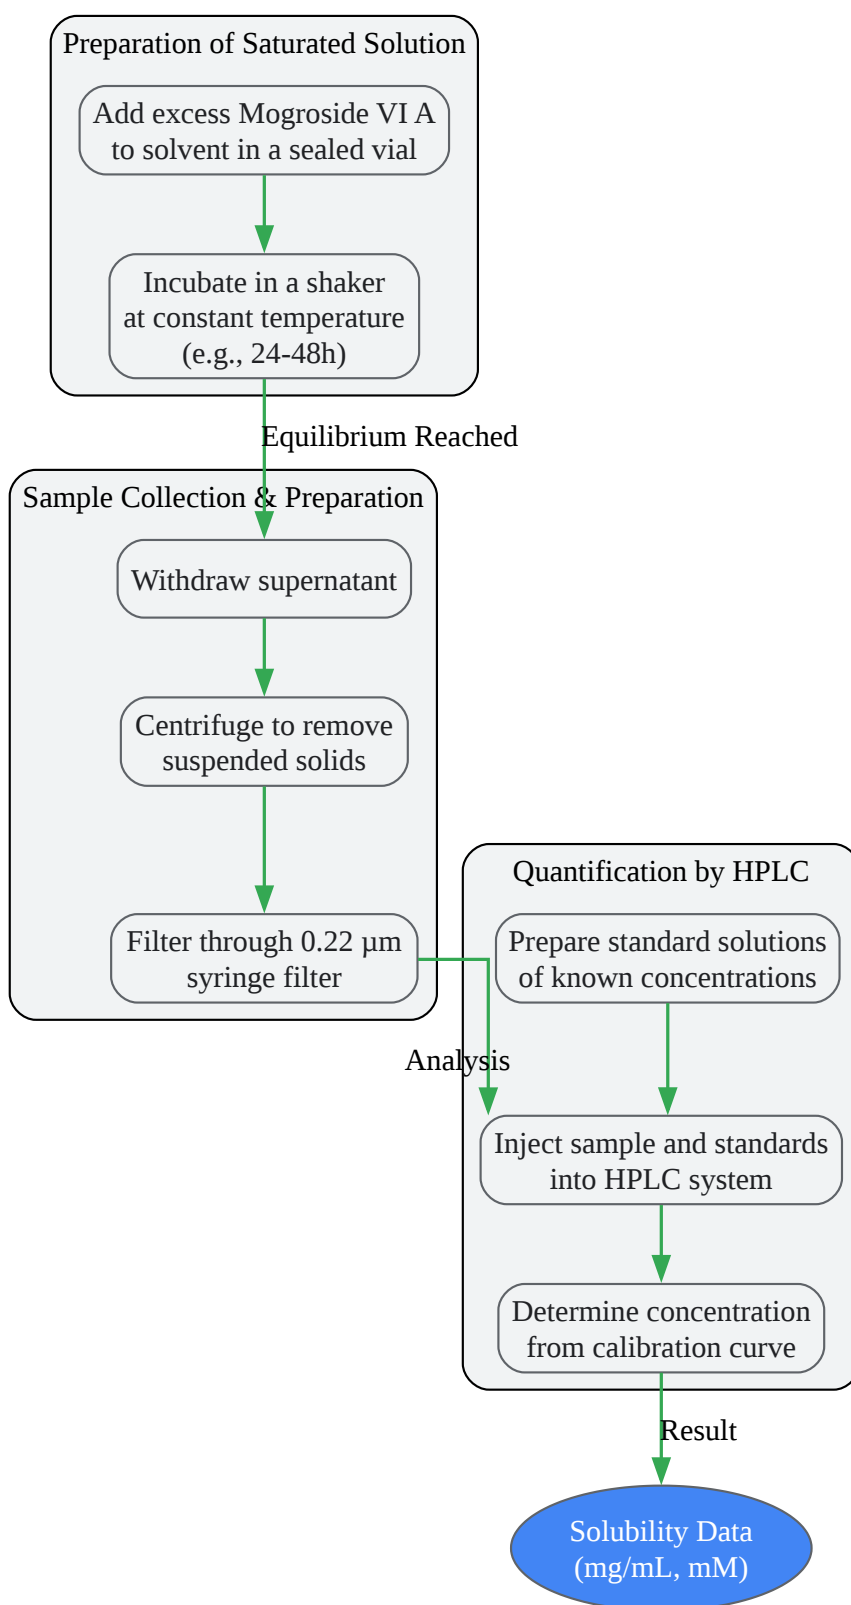 Preparation of Saturated Solution
Add excess Mogroside VI A
to solvent in a sealed vial
Incubate in a shaker
at constant temperature
(e.g., 24-48h)
Equilibrium Reached
Sample Collection & Preparation
Withdraw supernatant
Centrifuge to remove
suspended solids
Filter through 0.22 µm
syringe filter
Analysis
Quantification by HPLC
Prepare standard solutions
of known concentrations
Inject sample and standards
into HPLC system
Determine concentration
from calibration curve
Result
Solubility Data
(mg/mL, mM)